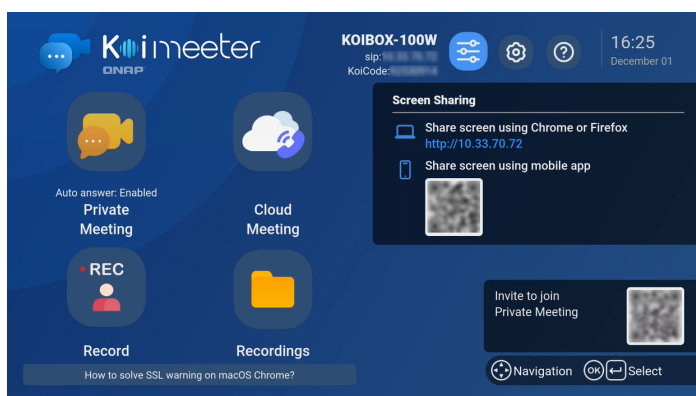 Koi meeter
QNAP
KOIBOX-100W
sip:
KoiCode:
16:25
December 01
Screen Sharing
Share screen using Chrome or Firefox
http://10.33.70.72
Share screen using mobile app
Auto answer: Enabled
Private
Meeting
Cloud
Meeting
REC
Record
Recordings
Invite to join
Private Meeting
How to solve SSL warning on macOS Chrome?
Navigation
OK
Select